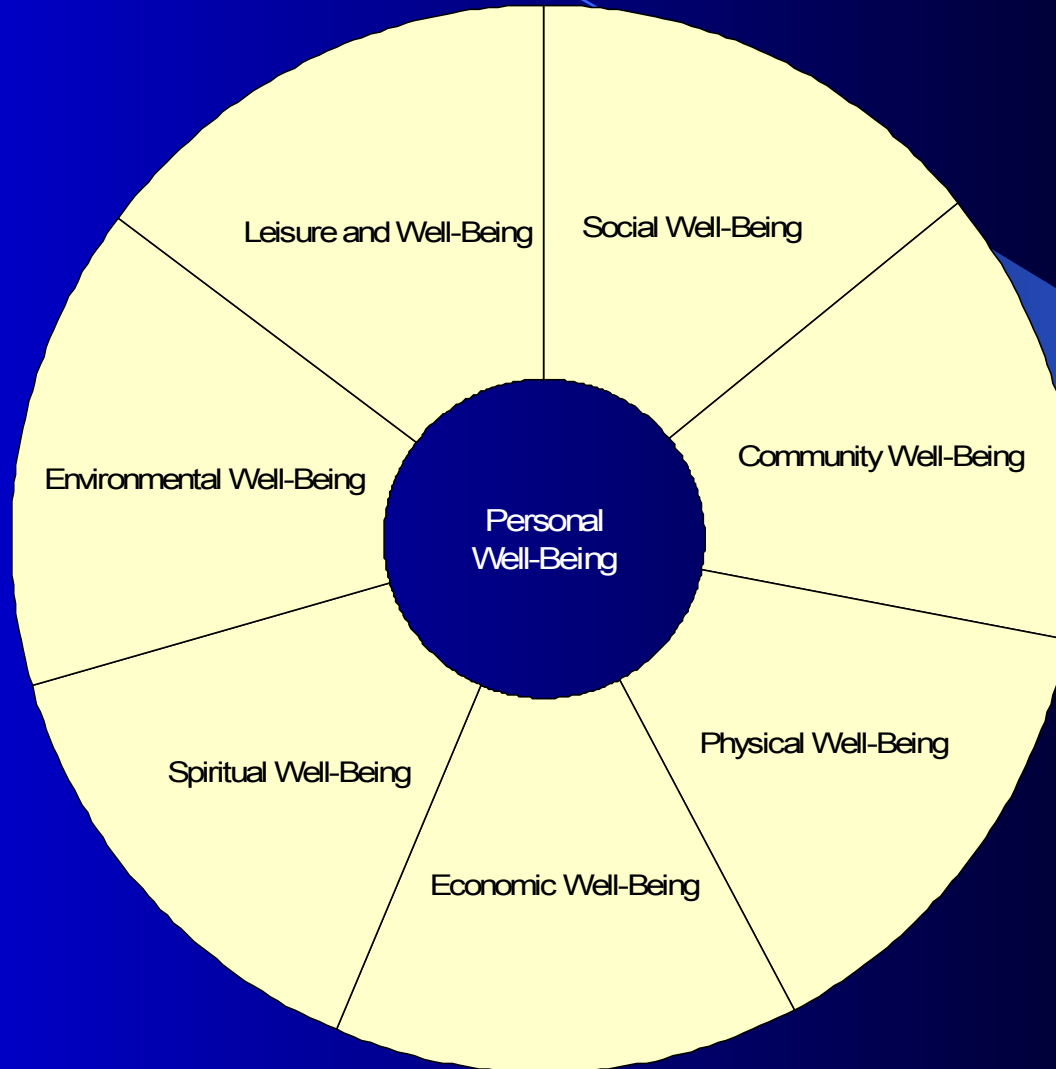 Leisure and Well-Being
Social Well-Being
Community Well-Being
Environmental Well-Being
Personal
Well-Being
Physical Well-Being
Spiritual Well-Being
Economic Well-Being